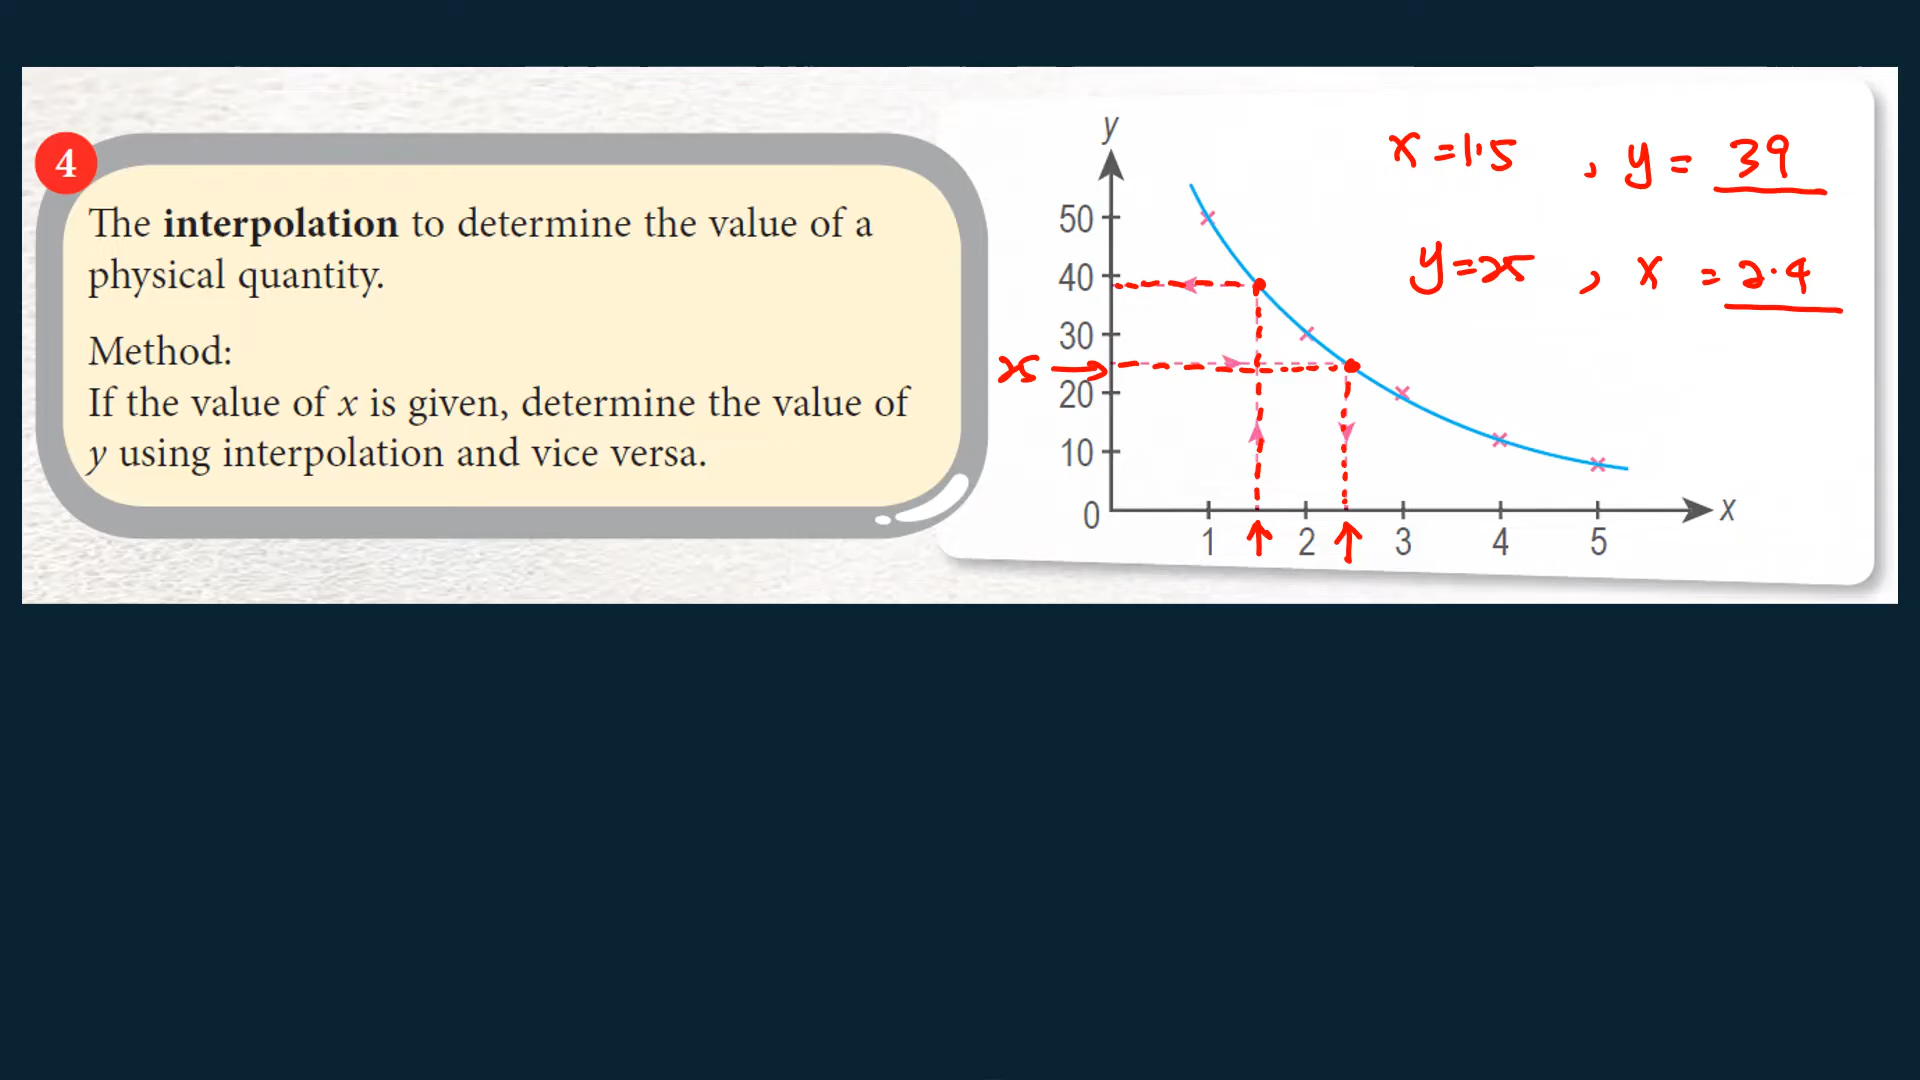 4
The interpolation to determine the value of a
physical quantity.
Method:
If the value of x is given, determine the value of
y using interpolation and vice versa.
y
x = 1.5 , y = 39
50
40
y = 25 , x = 2.4
30
25
20
10
0
x
1 2 3 4 5